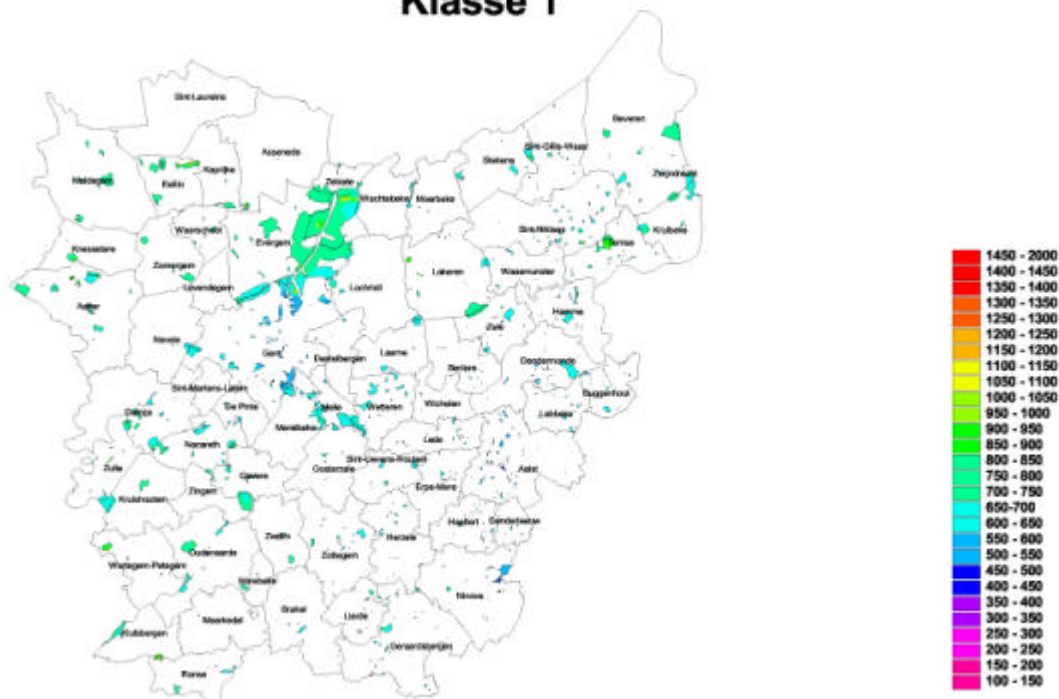 Klasse 1
Sint-Laureins
Beveren
Assenede
Sint-Gillis-Waas
Stekene
Kaprijke
Maldegem
Eeklo
Zelzate
Zwijndrecht
Wachtebeke
Moerbeke
Waarschoot
Evergem
Sint-Niklaas
Kruibeke
Temse
Knesselare
Zomergem
Lokeren
Waasmunster
Lovendegem
Lochristi
Aalter
Hamme
Zele
Nevele
Gent
Destelbergen
Laarne
Dendermonde
Berlare
Buggenhout
Sint-Martens-Latem
De Pinte
Melle
Wetteren
Wichelen
Lebbeke
Deinze
Merelbeke
Nazareth
Lede
Sint-Lievens-Houtem
Zulte
Oosterzele
Aalst
Gavere
Zingem
Erpe-Mere
Kruishoutem
Haaltert
Denderleeuw
Zwalm
Herzele
Oudenaarde
Zottegem
Wortegem-Petegem
Horebeke
Ninove
Brakel
Lierde
Maarkedal
Kluisbergen
Geraardsbergen
Ronse
1450 - 2000
1400 - 1450
1350 - 1400
1300 - 1350
1250 - 1300
1200 - 1250
1150 - 1200
1100 - 1150
1050 - 1100
1000 - 1050
950 - 1000
900 - 950
850 - 900
800 - 850
750 - 800
700 - 750
650-700
600 - 650
550 - 600
500 - 550
450 - 500
400 - 450
350 - 400
300 - 350
250 - 300
200 - 250
150 - 200
100 - 150